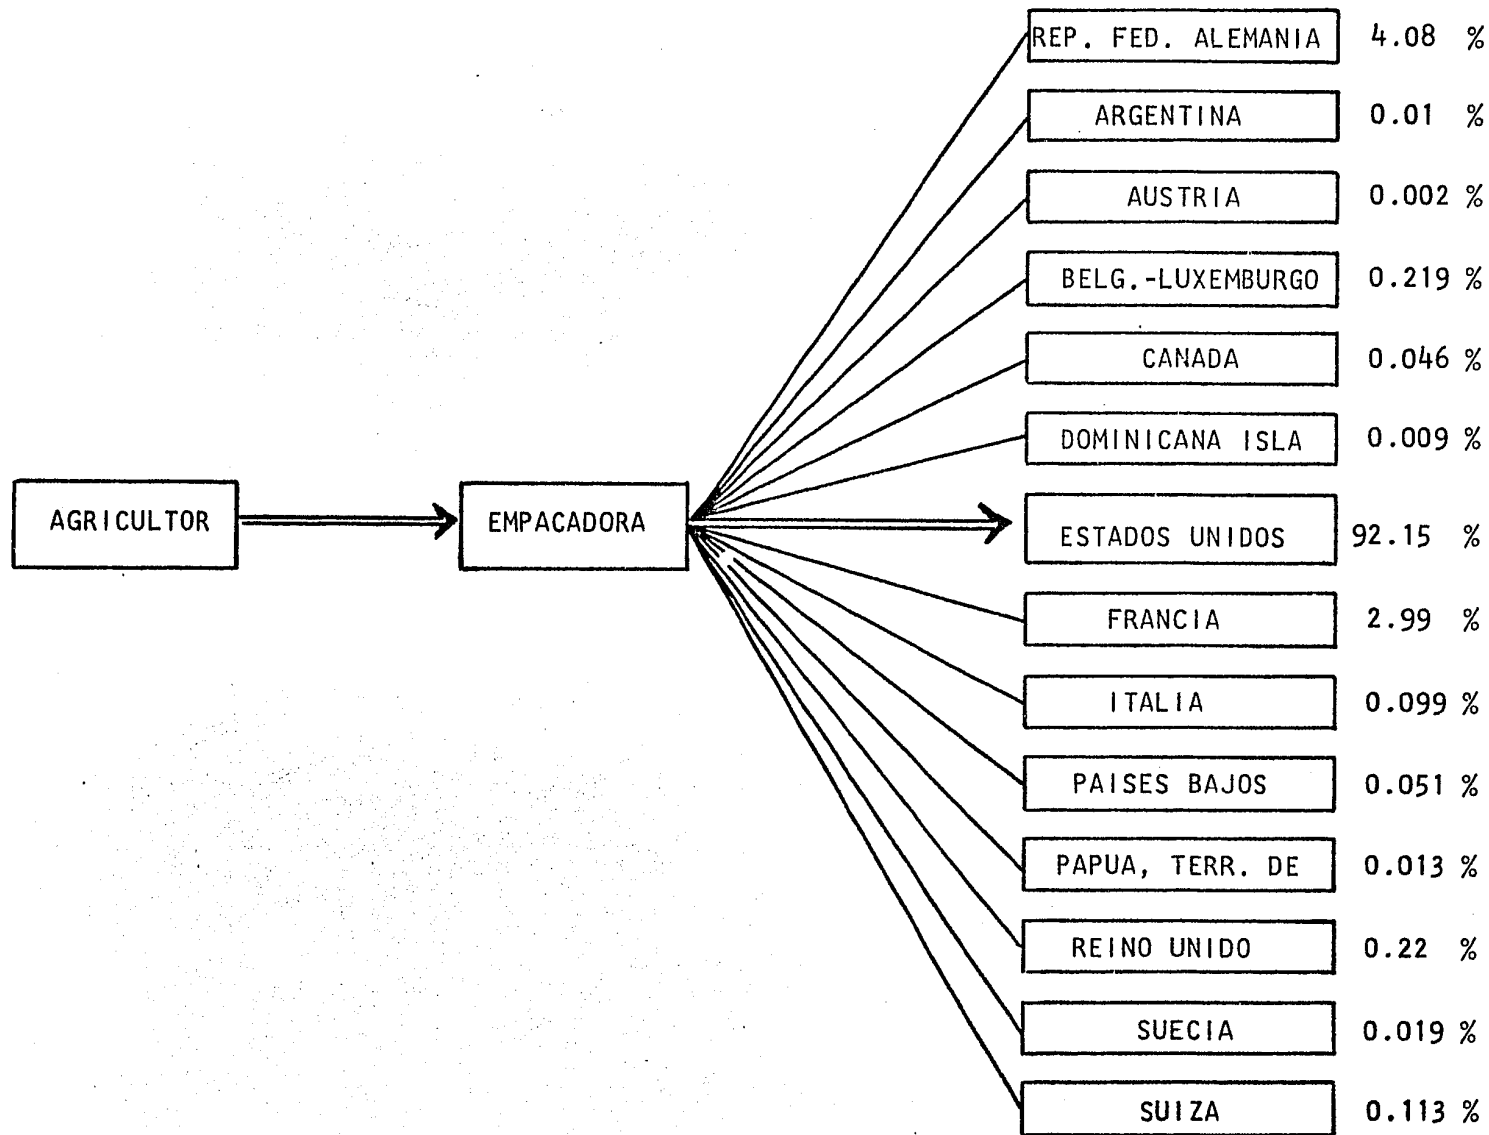 REP. FED. ALEMANIA 4.08 %
ARGENTINA 0.01 %
AUSTRIA 0.002 %
BELG.-LUXEMBURGO 0.219 %
CANADA 0.046 %
DOMINICANA ISLA 0.009 %
AGRICULTOR
EMPACADORA
ESTADOS UNIDOS 92.15 %
FRANCIA 2.99 %
ITALIA 0.099 %
PAISES BAJOS 0.051 %
PAPUA, TERR. DE 0.013 %
REINO UNIDO 0.22 %
SUECIA 0.019 %
SUIZA 0.113 %